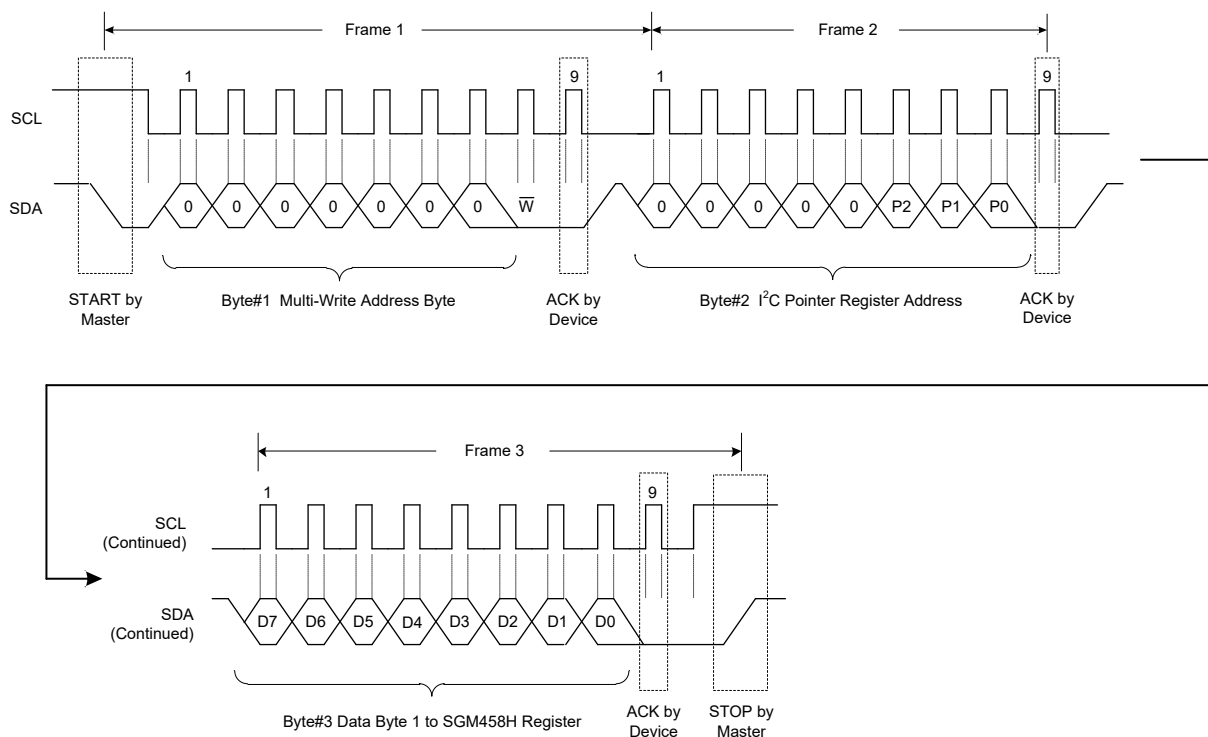 Frame 1 Frame 2
1 9 1 9
SCL
SDA 0 0 0 0 0 0 0 W̅ 0 0 0 0 0 P2 P1 P0
START by
Master
Byte#1 Multi-Write Address Byte
ACK by
Device
Byte#2 I²C Pointer Register Address
ACK by
Device
Frame 3
1 9
SCL
(Continued)
SDA
(Continued)
D7 D6 D5 D4 D3 D2 D1 D0
Byte#3 Data Byte 1 to SGM458H Register
ACK by
Device
STOP by
Master